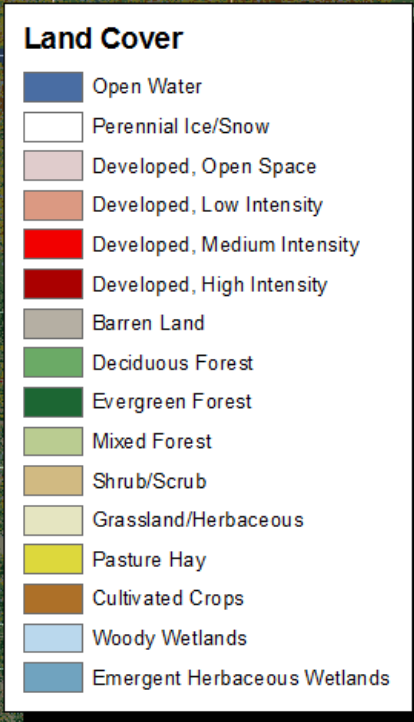 Land Cover
Open Water
Perennial Ice/Snow
Developed, Open Space
Developed, Low Intensity
Developed, Medium Intensity
Developed, High Intensity
Barren Land
Deciduous Forest
Evergreen Forest
Mixed Forest
Shrub/Scrub
Grassland/Herbaceous
Pasture Hay
Cultivated Crops
Woody Wetlands
Emergent Herbaceous Wetlands